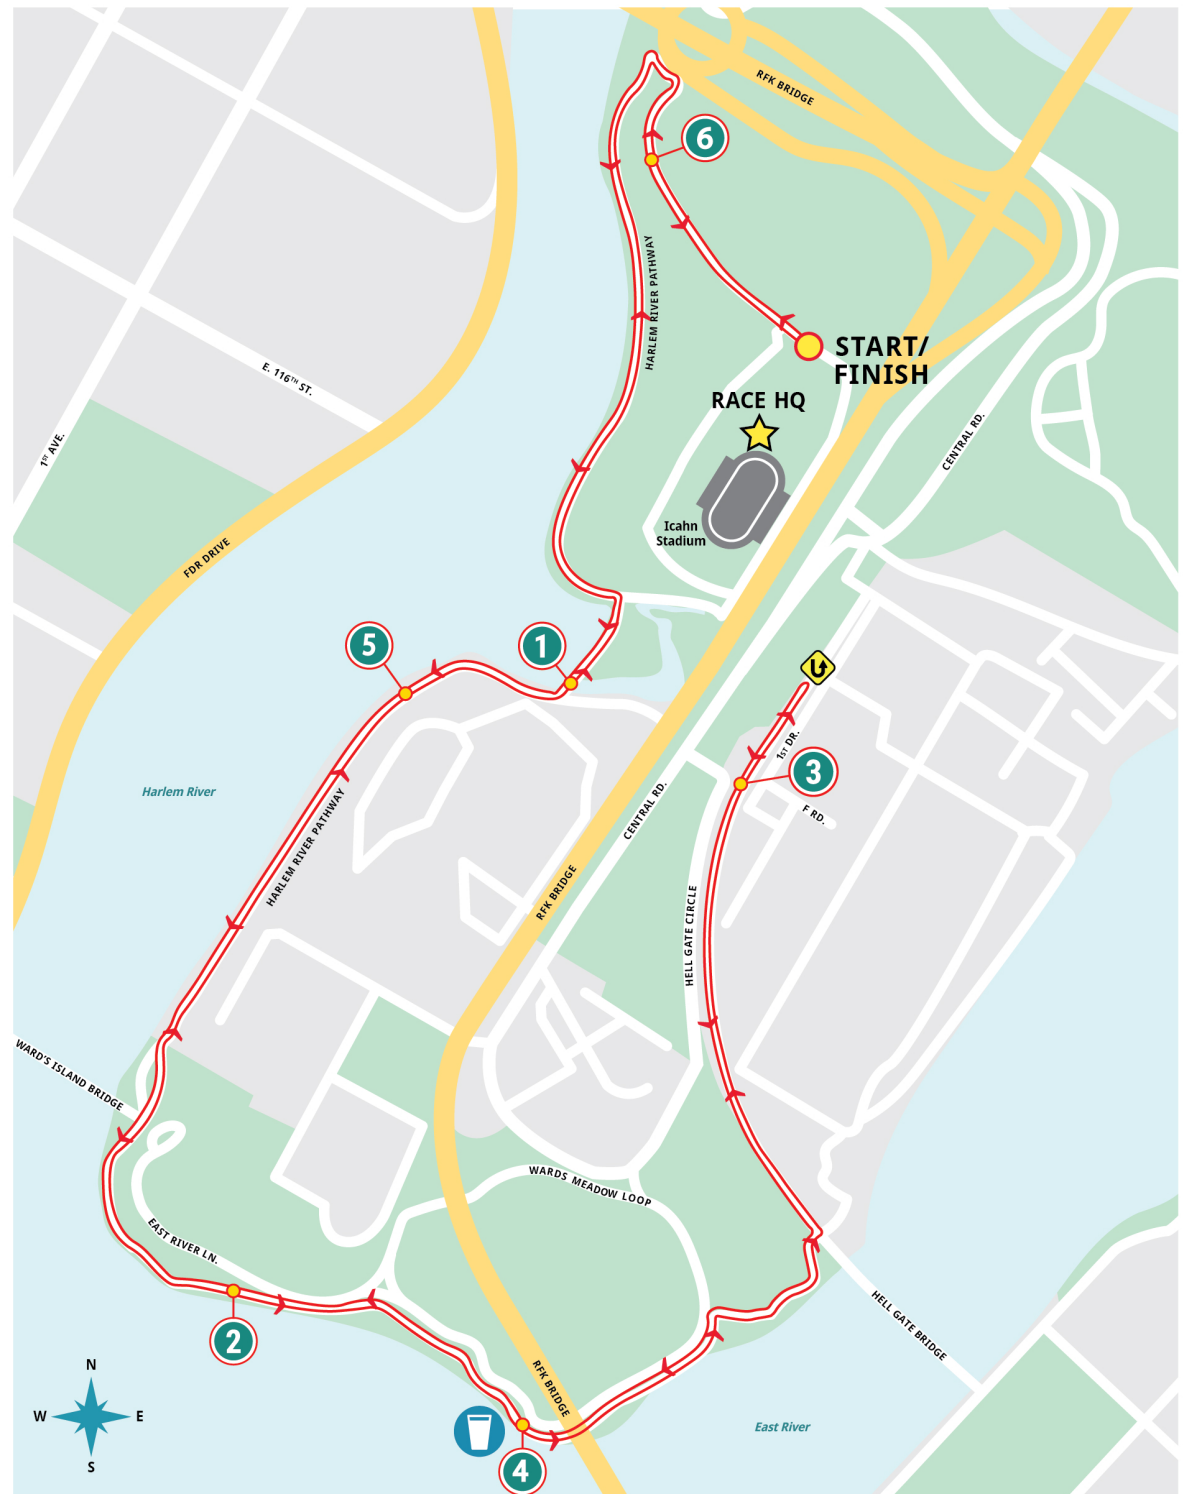 RFK BRIDGE
6
HARLEM RIVER PATHWAY
START/
FINISH
RACE HQ
E. 116TH ST.
1ST AVE.
CENTRAL RD.
Icahn
Stadium
FDR DRIVE
5
1
1ST DR.
3
F RD.
Harlem River
HARLEM RIVER PATHWAY
CENTRAL RD.
RFK BRIDGE
HELL GATE CIRCLE
WARD'S ISLAND BRIDGE
WARDS MEADOW LOOP
EAST RIVER LN.
2
HELL GATE BRIDGE
RFK BRIDGE
N
W
E
S
East River
4